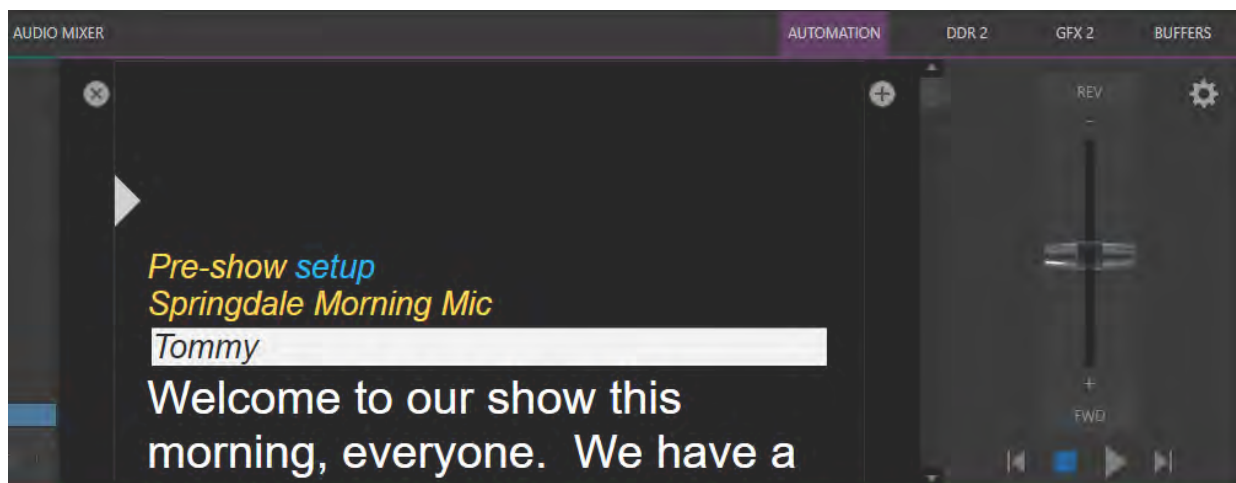 AUDIO MIXER AUTOMATION DDR 2 GFX 2 BUFFERS
REV
-
Pre-show setup
Springdale Morning Mic
Tommy
Welcome to our show this
morning, everyone.  We have a
+
FWD